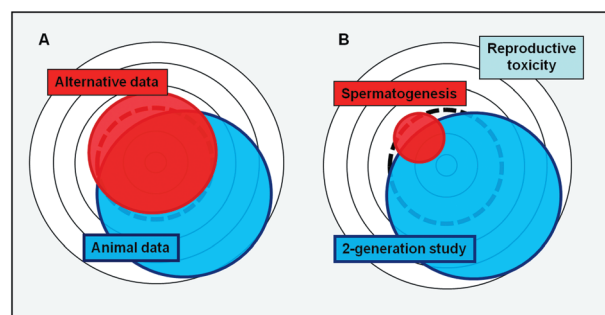 A
Alternative data
Animal data
B
Reproductive
toxicity
Spermatogenesis
2-generation study